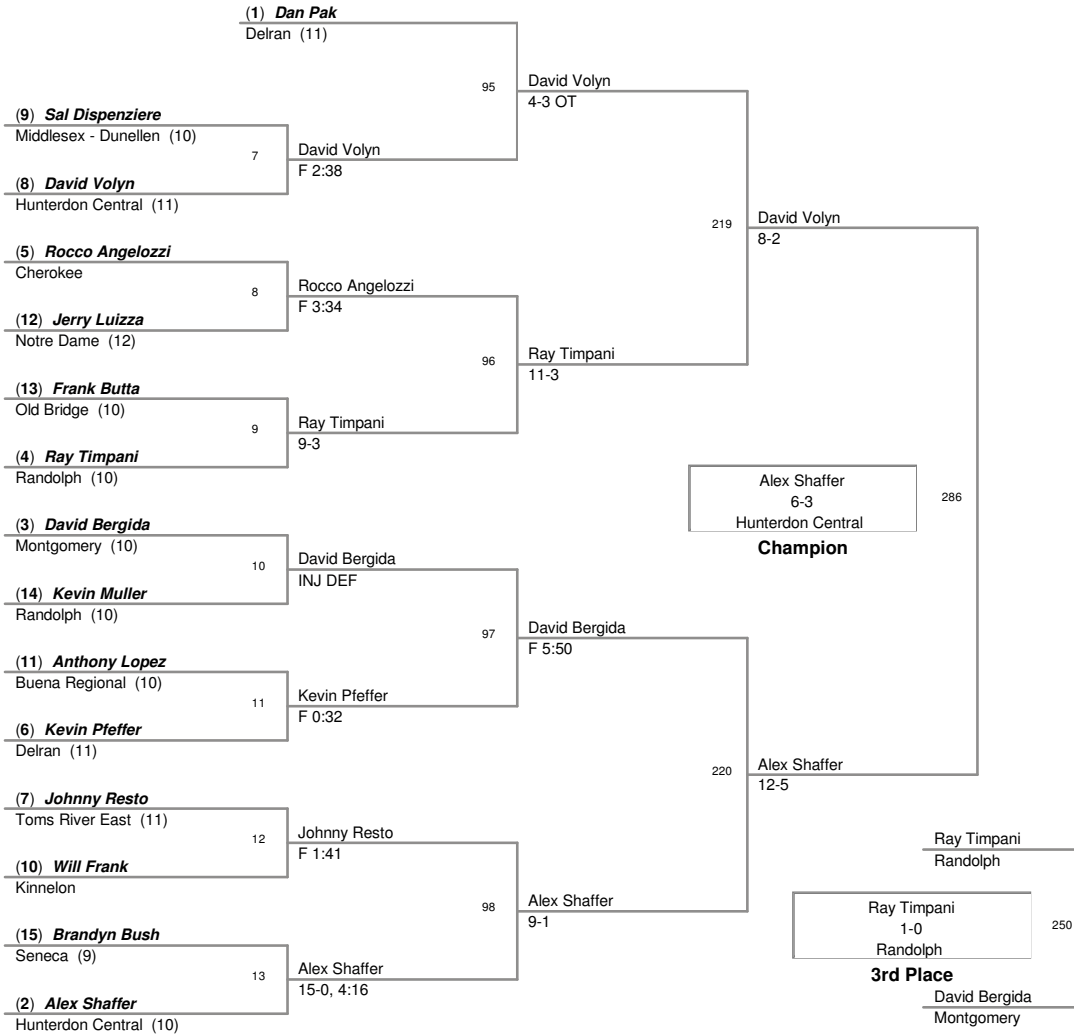 (1) Dan Pak
Delran (11)
95
David Volyn
4-3 OT
(9) Sal Dispenziere
Middlesex - Dunellen (10)
7
David Volyn
F 2:38
(8) David Volyn
Hunterdon Central (11)
219
David Volyn
8-2
(5) Rocco Angelozzi
Cherokee
8
Rocco Angelozzi
F 3:34
(12) Jerry Luizza
Notre Dame (12)
96
Ray Timpani
11-3
(13) Frank Butta
Old Bridge (10)
9
Ray Timpani
9-3
(4) Ray Timpani
Randolph (10)
Alex Shaffer
6-3
Hunterdon Central
286
Champion
(3) David Bergida
Montgomery (10)
10
David Bergida
INJ DEF
(14) Kevin Muller
Randolph (10)
97
David Bergida
F 5:50
(11) Anthony Lopez
Buena Regional (10)
11
Kevin Pfeffer
F 0:32
(6) Kevin Pfeffer
Delran (11)
220
Alex Shaffer
12-5
(7) Johnny Resto
Toms River East (11)
12
Johnny Resto
F 1:41
(10) Will Frank
Kinnelon
98
Alex Shaffer
9-1
(15) Brandyn Bush
Seneca (9)
13
Alex Shaffer
15-0, 4:16
(2) Alex Shaffer
Hunterdon Central (10)
Ray Timpani
Randolph
Ray Timpani
1-0
Randolph
250
3rd Place
David Bergida
Montgomery